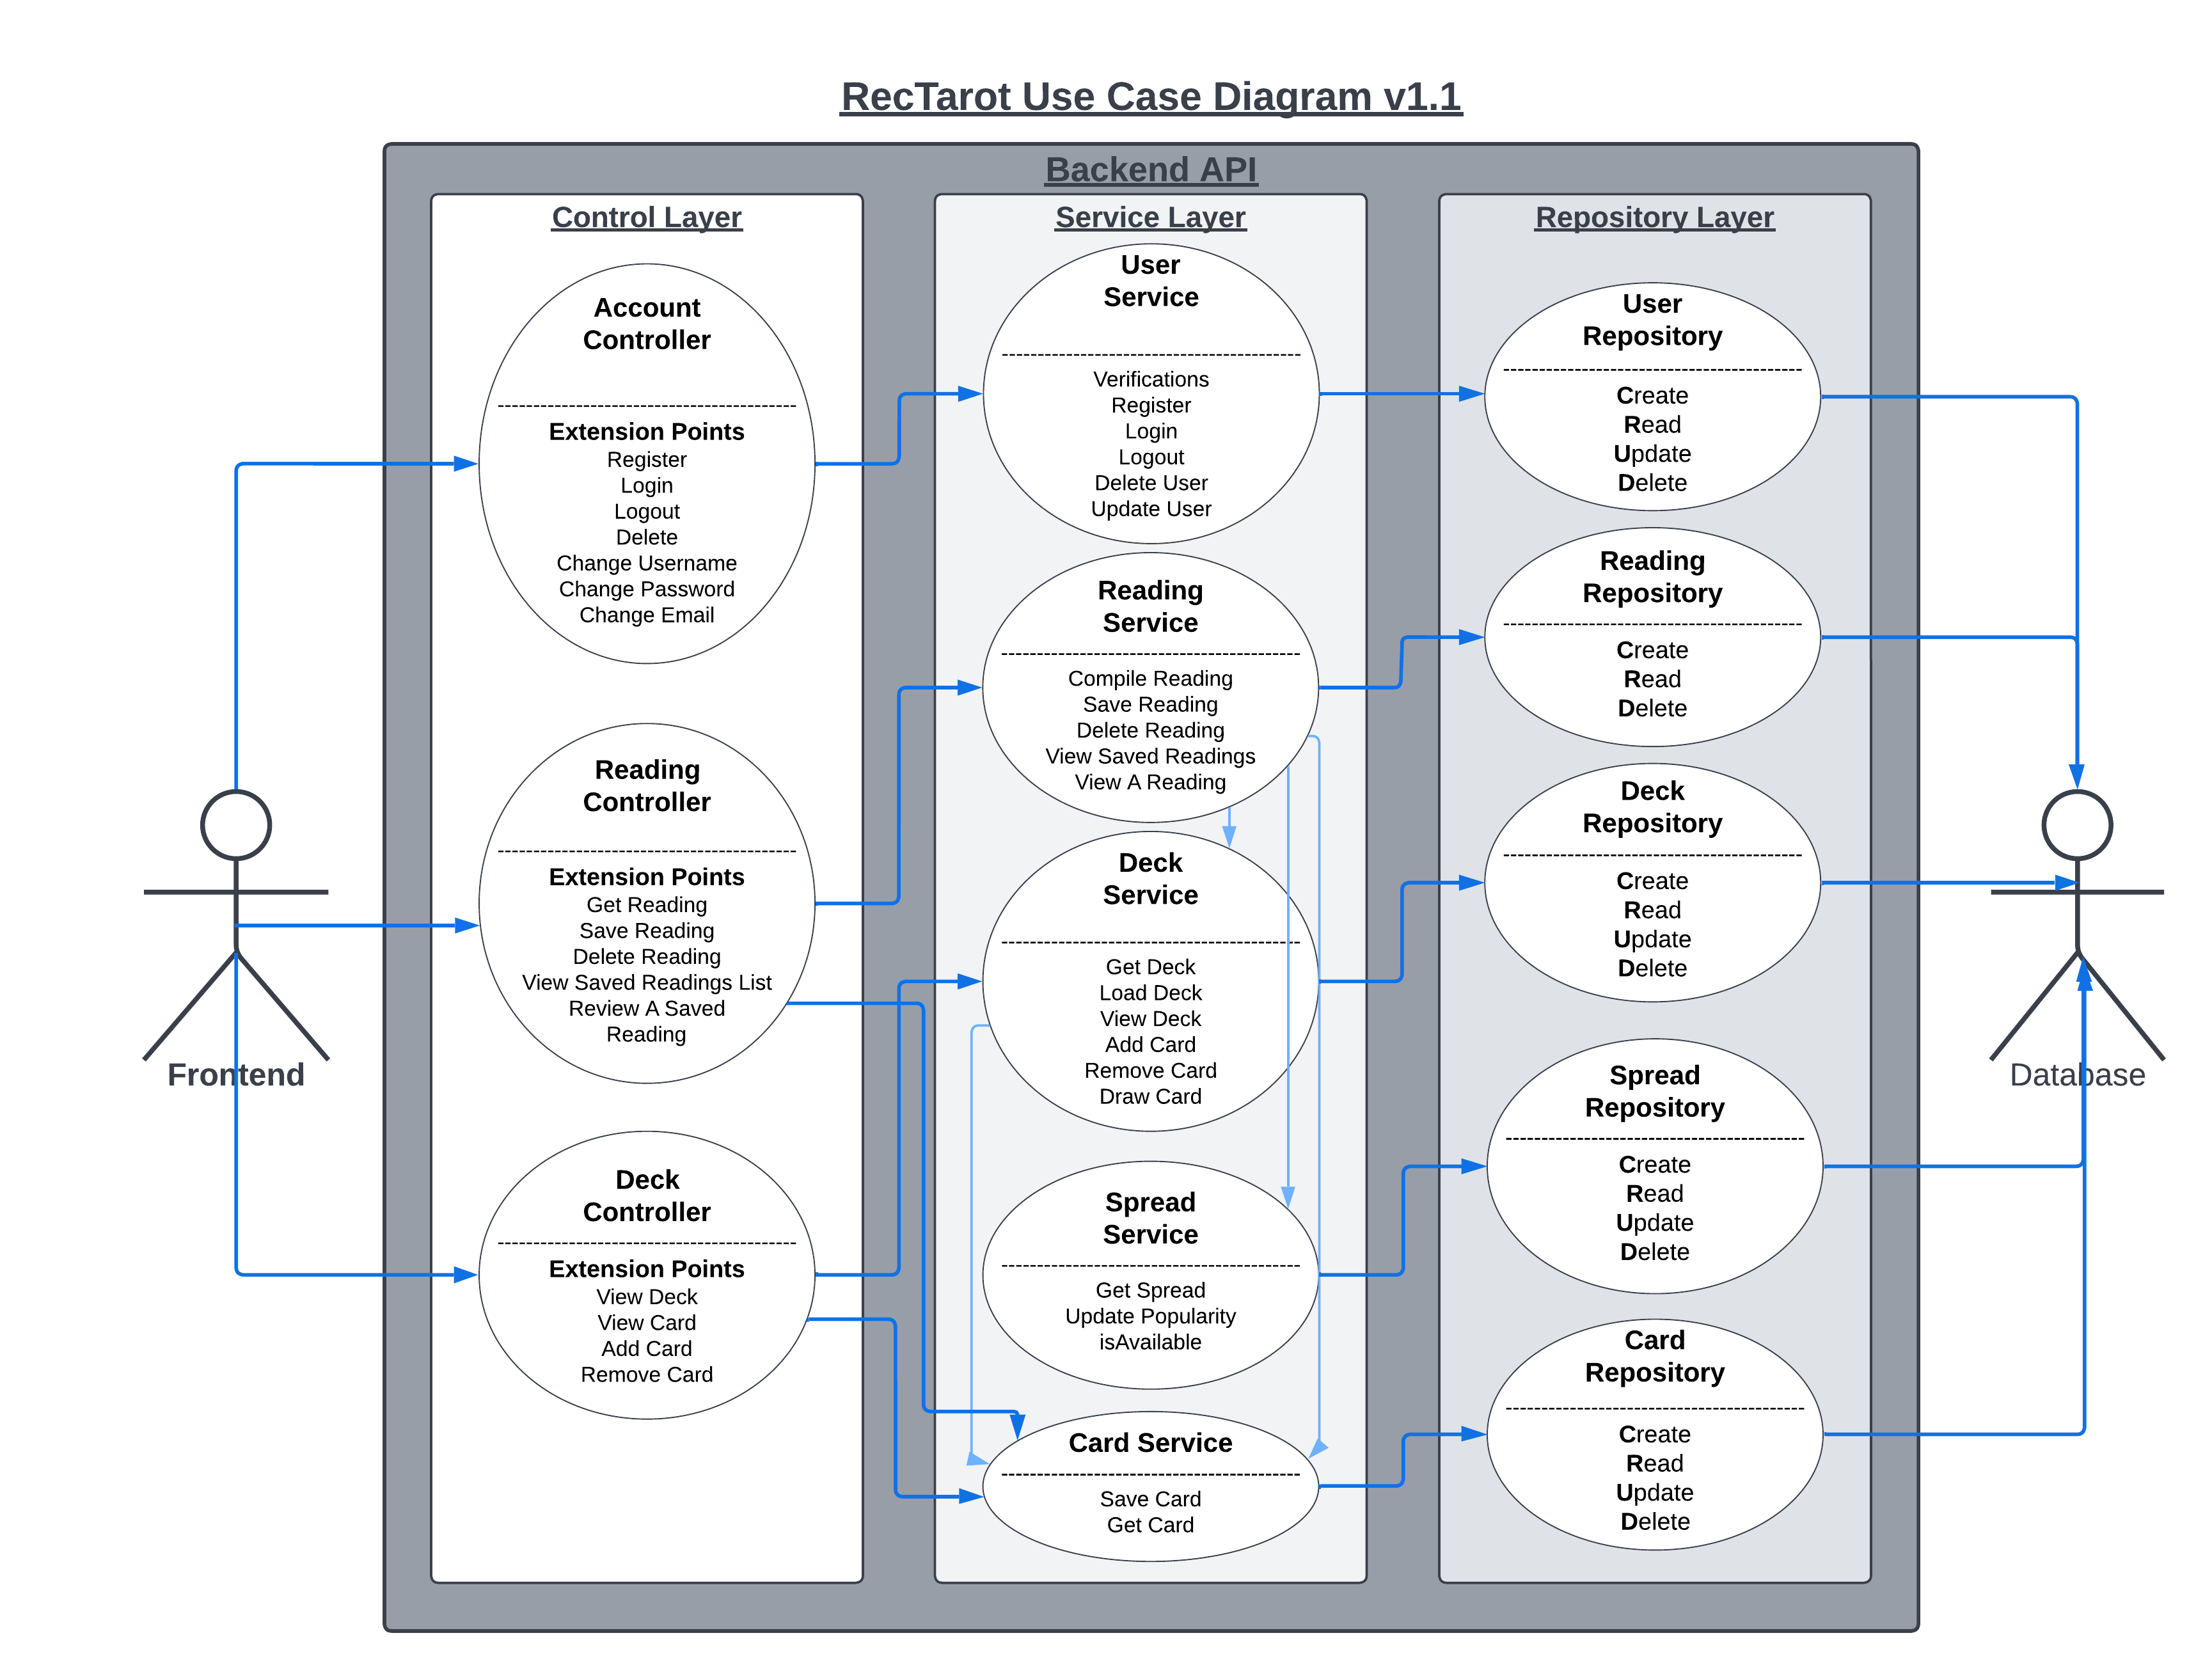 RecTarot Use Case Diagram v1.1
Backend API
Control Layer
Account
Controller
Extension Points
Register
Login
Logout
Delete
Change Username
Change Password
Change Email
Reading
Controller
Extension Points
Get Reading
Save Reading
Delete Reading
View Saved Readings List
Review A Saved
Reading
Deck
Controller
Extension Points
View Deck
View Card
Add Card
Remove Card
Service Layer
User
Service
Verifications
Register
Login
Logout
Delete User
Update User
Reading
Service
Compile Reading
Save Reading
Delete Reading
View Saved Readings
View A Reading
Deck
Service
Get Deck
Load Deck
View Deck
Add Card
Remove Card
Draw Card
Spread
Service
Get Spread
Update Popularity
isAvailable
Card Service
Save Card
Get Card
Repository Layer
User
Repository
Create
Read
Update
Delete
Reading
Repository
Create
Read
Delete
Deck
Repository
Create
Read
Update
Delete
Spread
Repository
Create
Read
Update
Delete
Card
Repository
Create
Read
Update
Delete
Frontend
Database